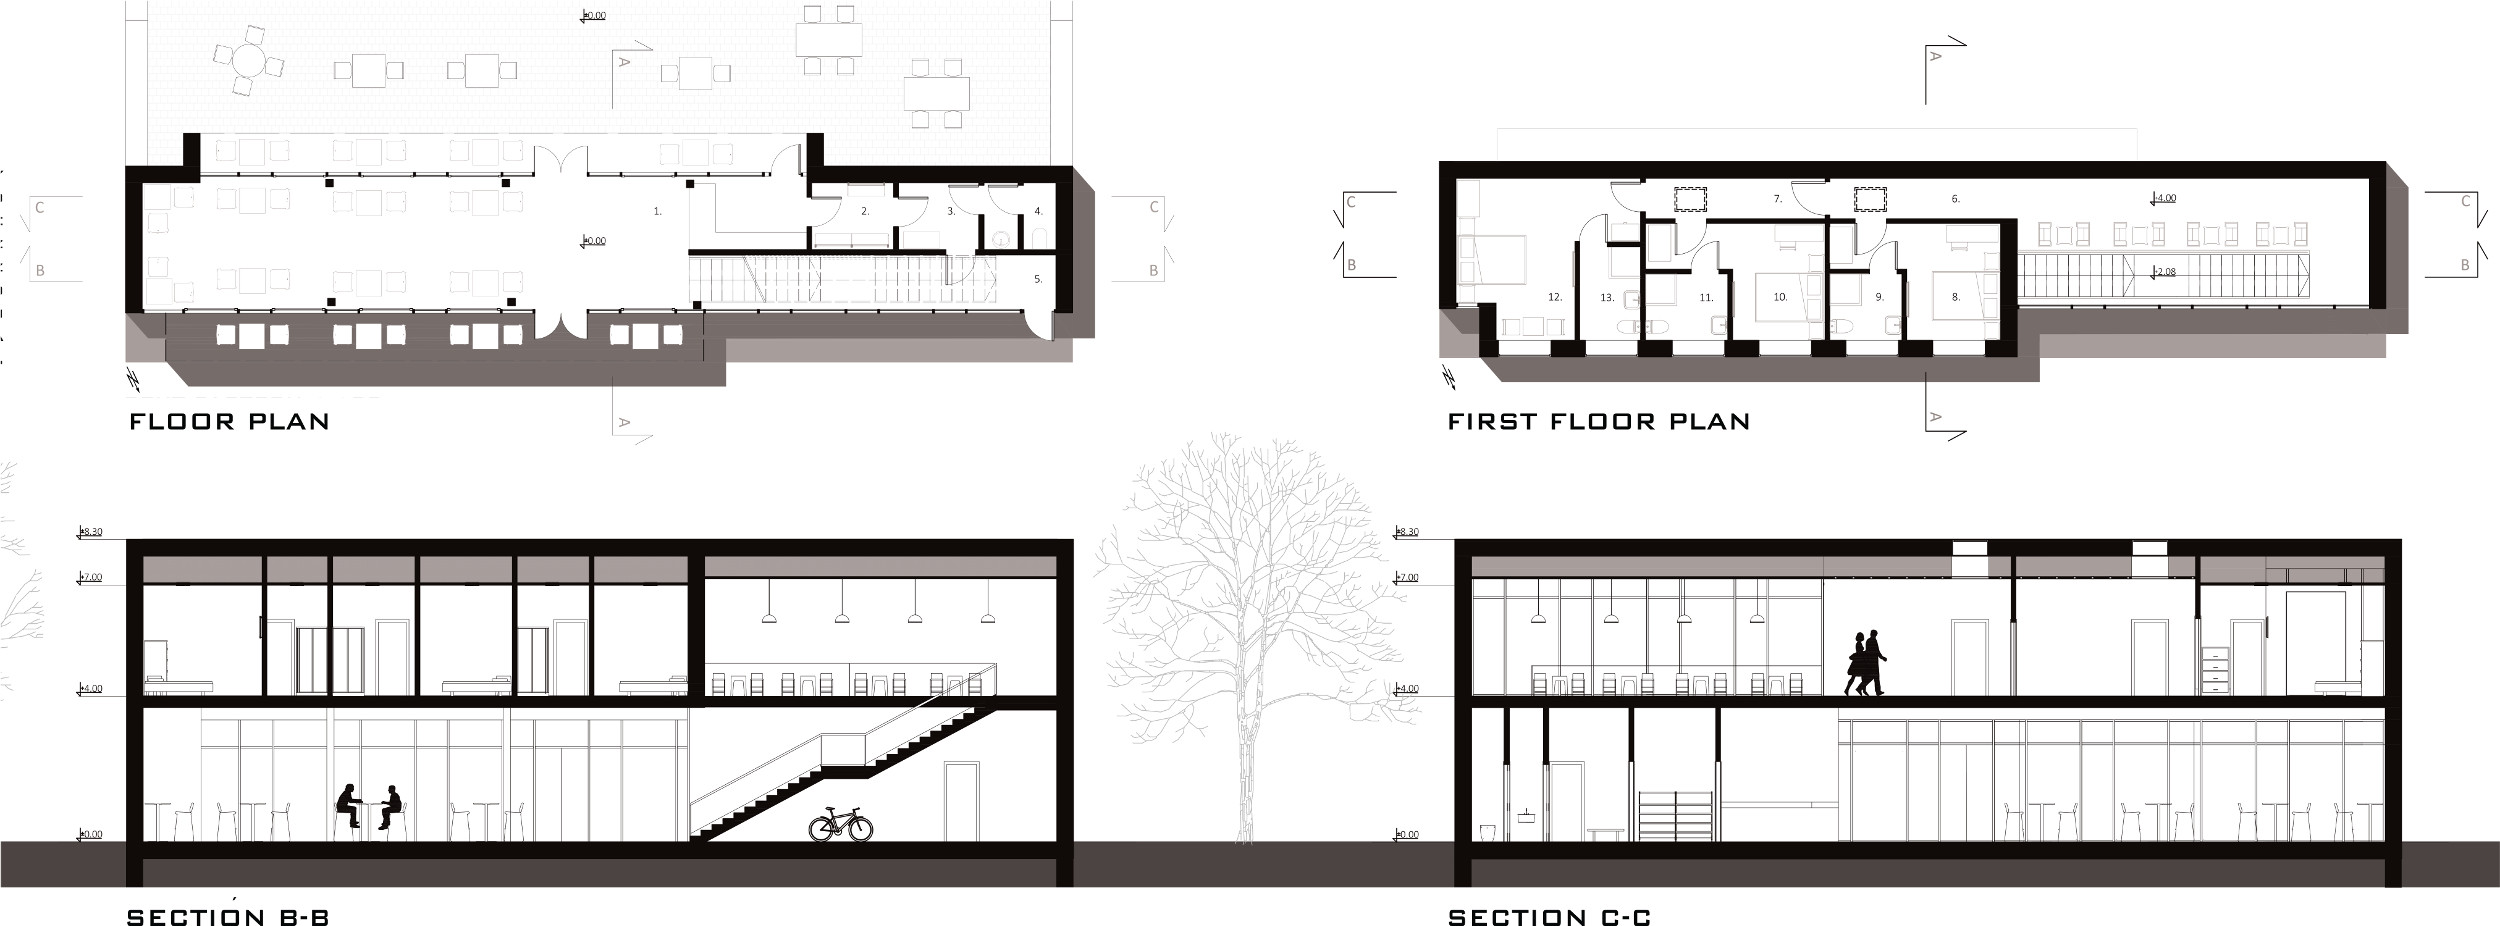 ±0.00
A
1.
2.
3.
4.
±0.00
5.
C
B
C
B
A
FLOOR PLAN
A
7.
6.
+4.00
+2.08
12.
13.
11.
10.
9.
8.
C
B
C
B
A
FIRST FLOOR PLAN
+8.30
+7.00
+4.00
±0.00
SECTIÓN B-B
+8.30
+7.00
+4.00
±0.00
SECTION C-C